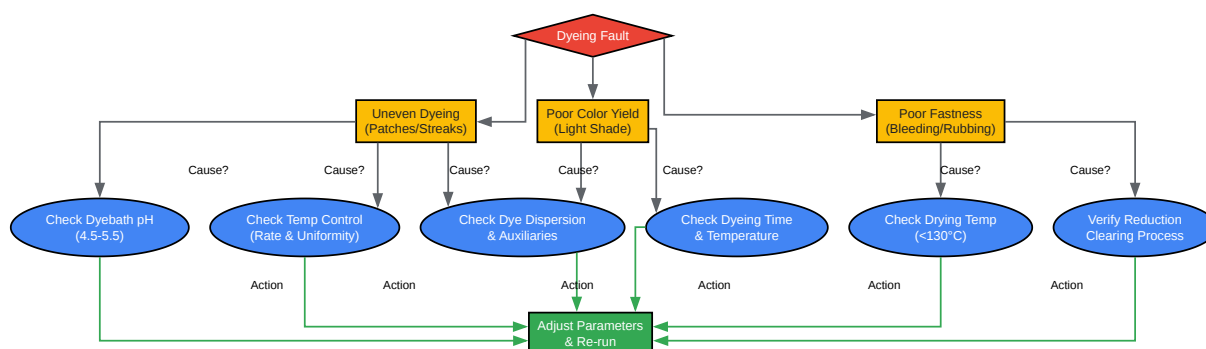 Dyeing Fault
Uneven Dyeing
(Patches/Streaks)
Poor Color Yield
(Light Shade)
Poor Fastness
(Bleeding/Rubbing)
Cause?
Cause?
Cause?
Cause?
Cause?
Cause?
Cause?
Check Dyebath pH
(4.5-5.5)
Check Temp Control
(Rate & Uniformity)
Check Dye Dispersion
& Auxiliaries
Check Dyeing Time
& Temperature
Check Drying Temp
(<130°C)
Verify Reduction
Clearing Process
Action
Action
Action
Action
Action
Action
Adjust Parameters
& Re-run